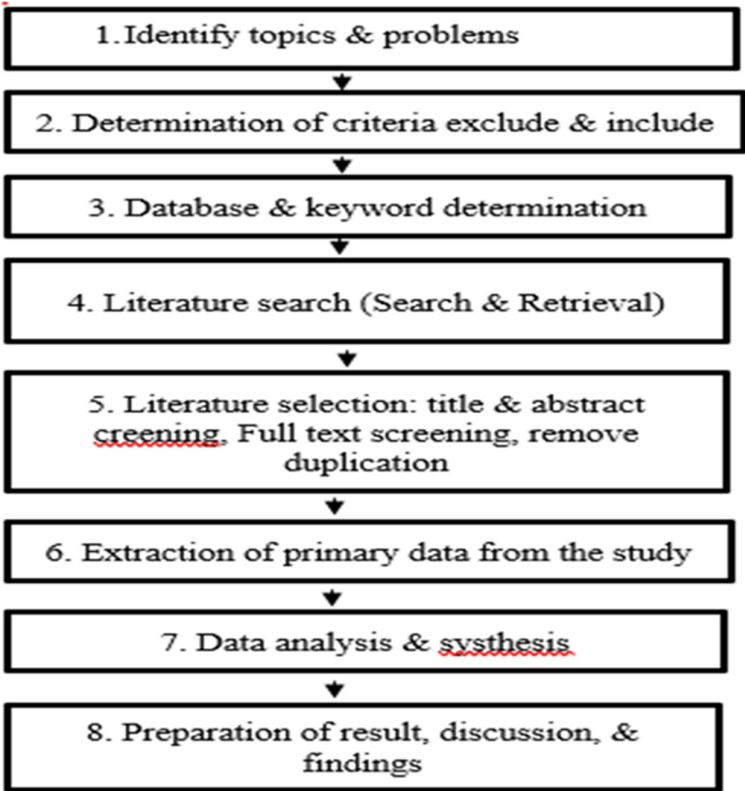 1.Identify topics & problems
2. Determination of criteria exclude & include
3. Database & keyword determination
4. Literature search (Search & Retrieval)
5. Literature selection: title & abstract
creening, Full text screening, remove
duplication
6. Extraction of primary data from the study
7. Data analysis & systhesis
8. Preparation of result, discussion, &
findings